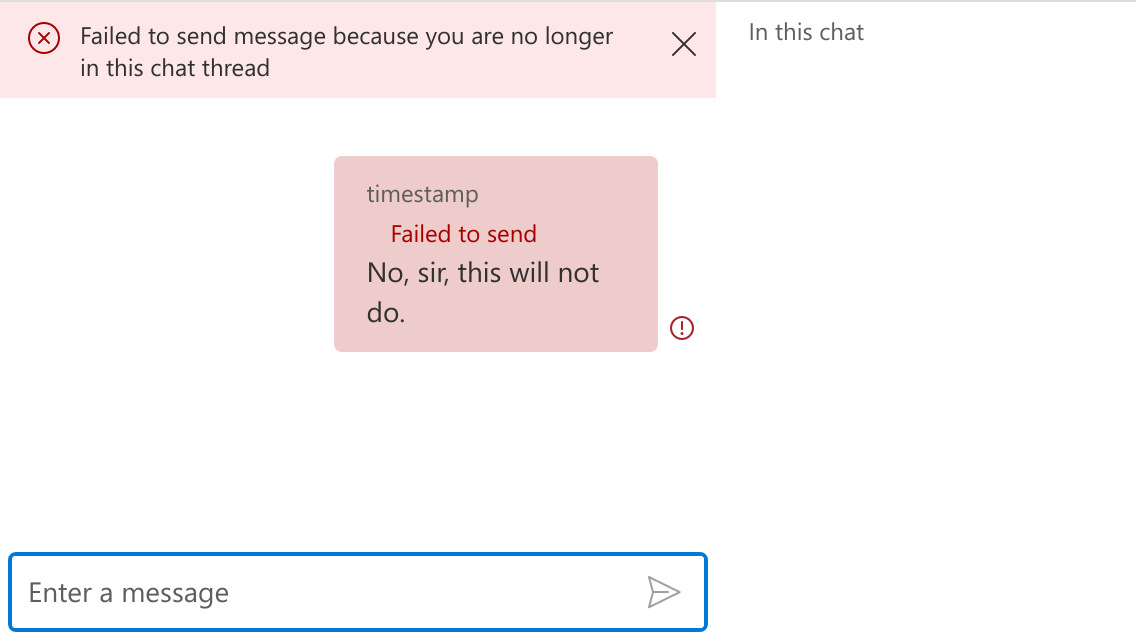 Failed to send message because you are no longer
in this chat thread
In this chat
timestamp
Failed to send
No, sir, this will not
do.
Enter a message